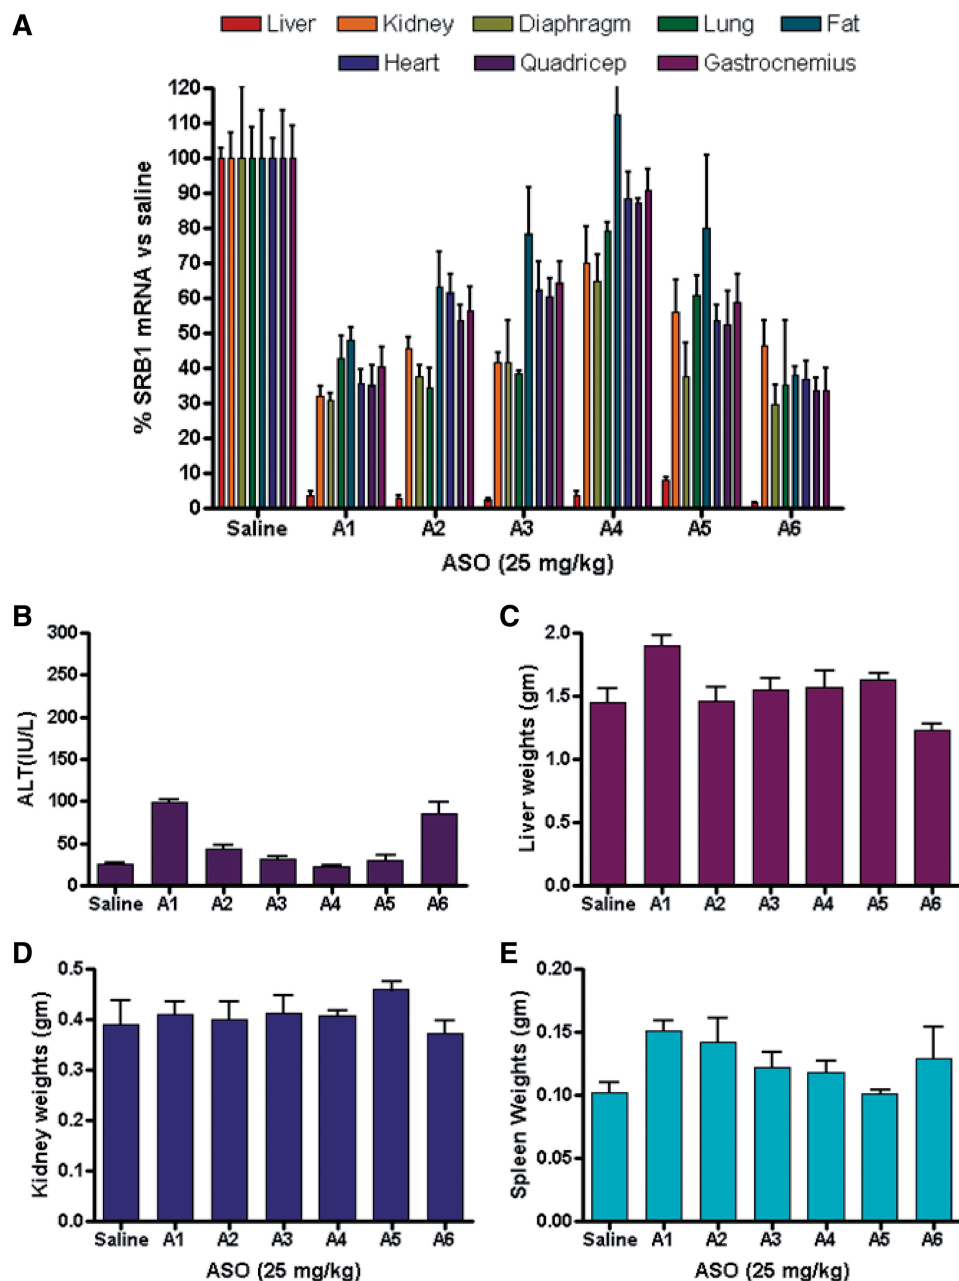 A
Liver Kidney Diaphragm Lung Fat
Heart Quadricep Gastrocnemius
% SRB1 mRNA vs saline
120
110
100
90
80
70
60
50
40
30
20
10
0
Saline A1 A2 A3 A4 A5 A6
ASO (25 mg/kg)
B
ALT(IU/L)
300
250
200
150
100
50
0
Saline A1 A2 A3 A4 A5 A6
C
Liver weights (gm)
2.0
1.5
1.0
0.5
0.0
Saline A1 A2 A3 A4 A5 A6
D
Kidney weights (gm)
0.5
0.4
0.3
0.2
0.1
0.0
Saline A1 A2 A3 A4 A5 A6
ASO (25 mg/kg)
E
Spleen Weights (gm)
0.20
0.15
0.10
0.05
0.00
Saline A1 A2 A3 A4 A5 A6
ASO (25 mg/kg)